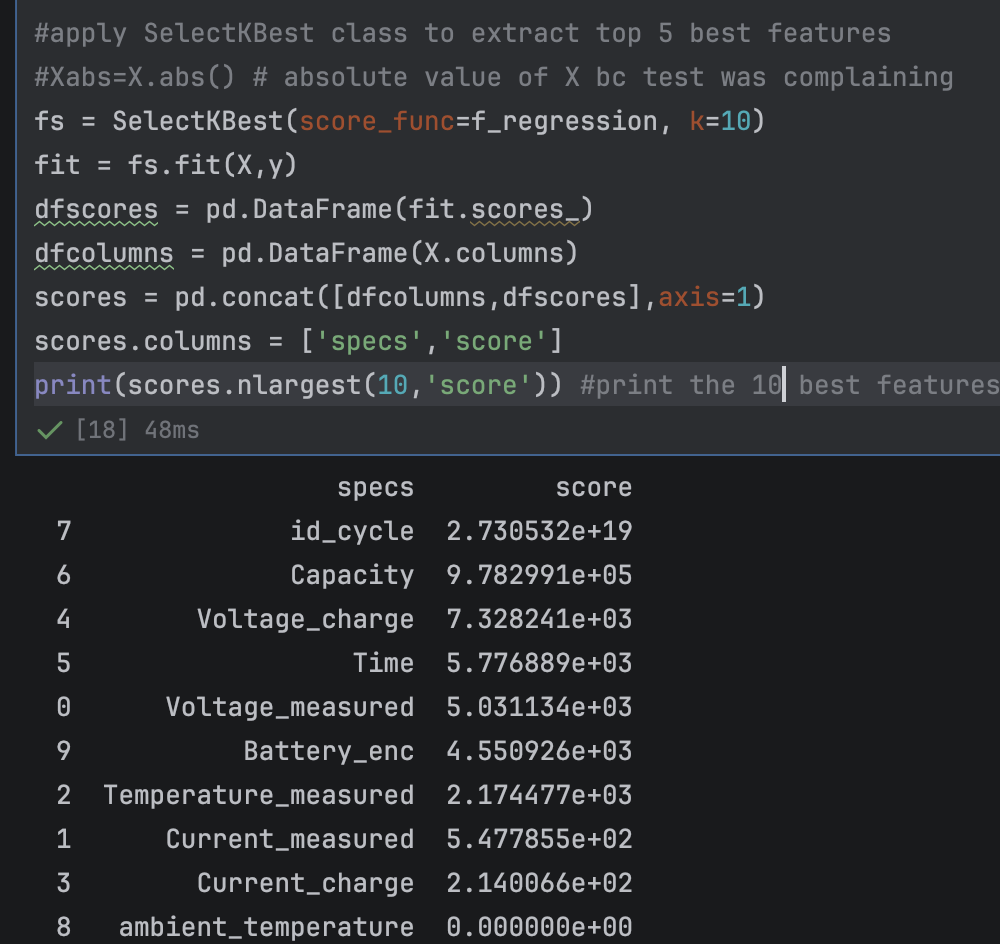 #apply SelectKBest class to extract top 5 best features
#Xabs=X.abs() # absolute value of X bc test was complaining
fs = SelectKBest(score_func=f_regression, k=10)
fit = fs.fit(X,y)
dfscores = pd.DataFrame(fit.scores_)
dfcolumns = pd.DataFrame(X.columns)
scores = pd.concat([dfcolumns,dfscores],axis=1)
scores.columns = ['specs','score']
print(scores.nlargest(10,'score')) #print the 10 best features
[18] 48ms
specs score
7 id_cycle 2.730532e+19
6 Capacity 9.782991e+05
4 Voltage_charge 7.328241e+03
5 Time 5.776889e+03
0 Voltage_measured 5.031134e+03
9 Battery_enc 4.550926e+03
2 Temperature_measured 2.174477e+03
1 Current_measured 5.477855e+02
3 Current_charge 2.140066e+02
8 ambient_temperature 0.000000e+00